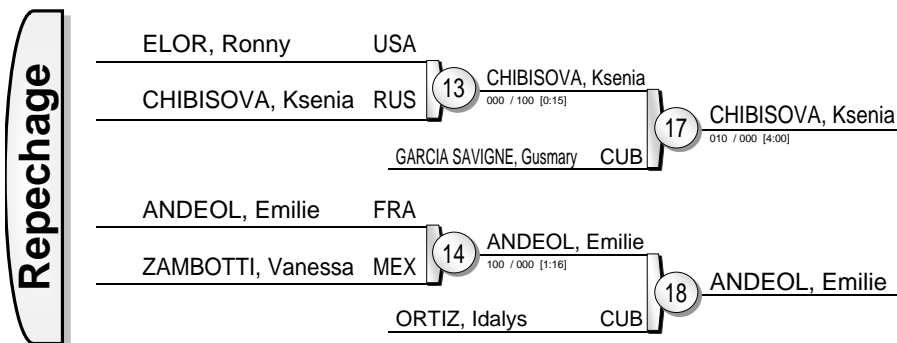 Repechage
ELOR, Ronny USA
CHIBISOVA, Ksenia RUS
13
CHIBISOVA, Ksenia
000 / 100 [0:15]
GARCIA SAVIGNE, Gusmary CUB
17
CHIBISOVA, Ksenia
010 / 000 [4:00]
ANDEOL, Emilie FRA
ZAMBOTTI, Vanessa MEX
14
ANDEOL, Emilie
100 / 000 [1:16]
ORTIZ, Idalys CUB
18
ANDEOL, Emilie